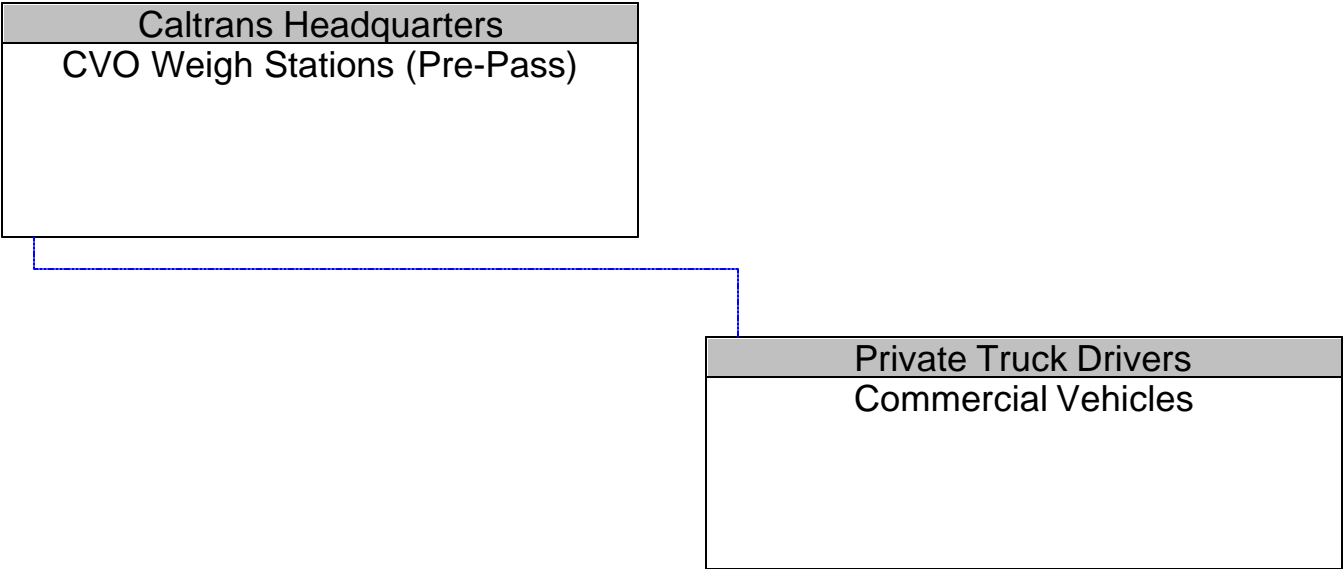 Caltrans Headquarters
CVO Weigh Stations (Pre-Pass)
Private Truck Drivers
Commercial Vehicles